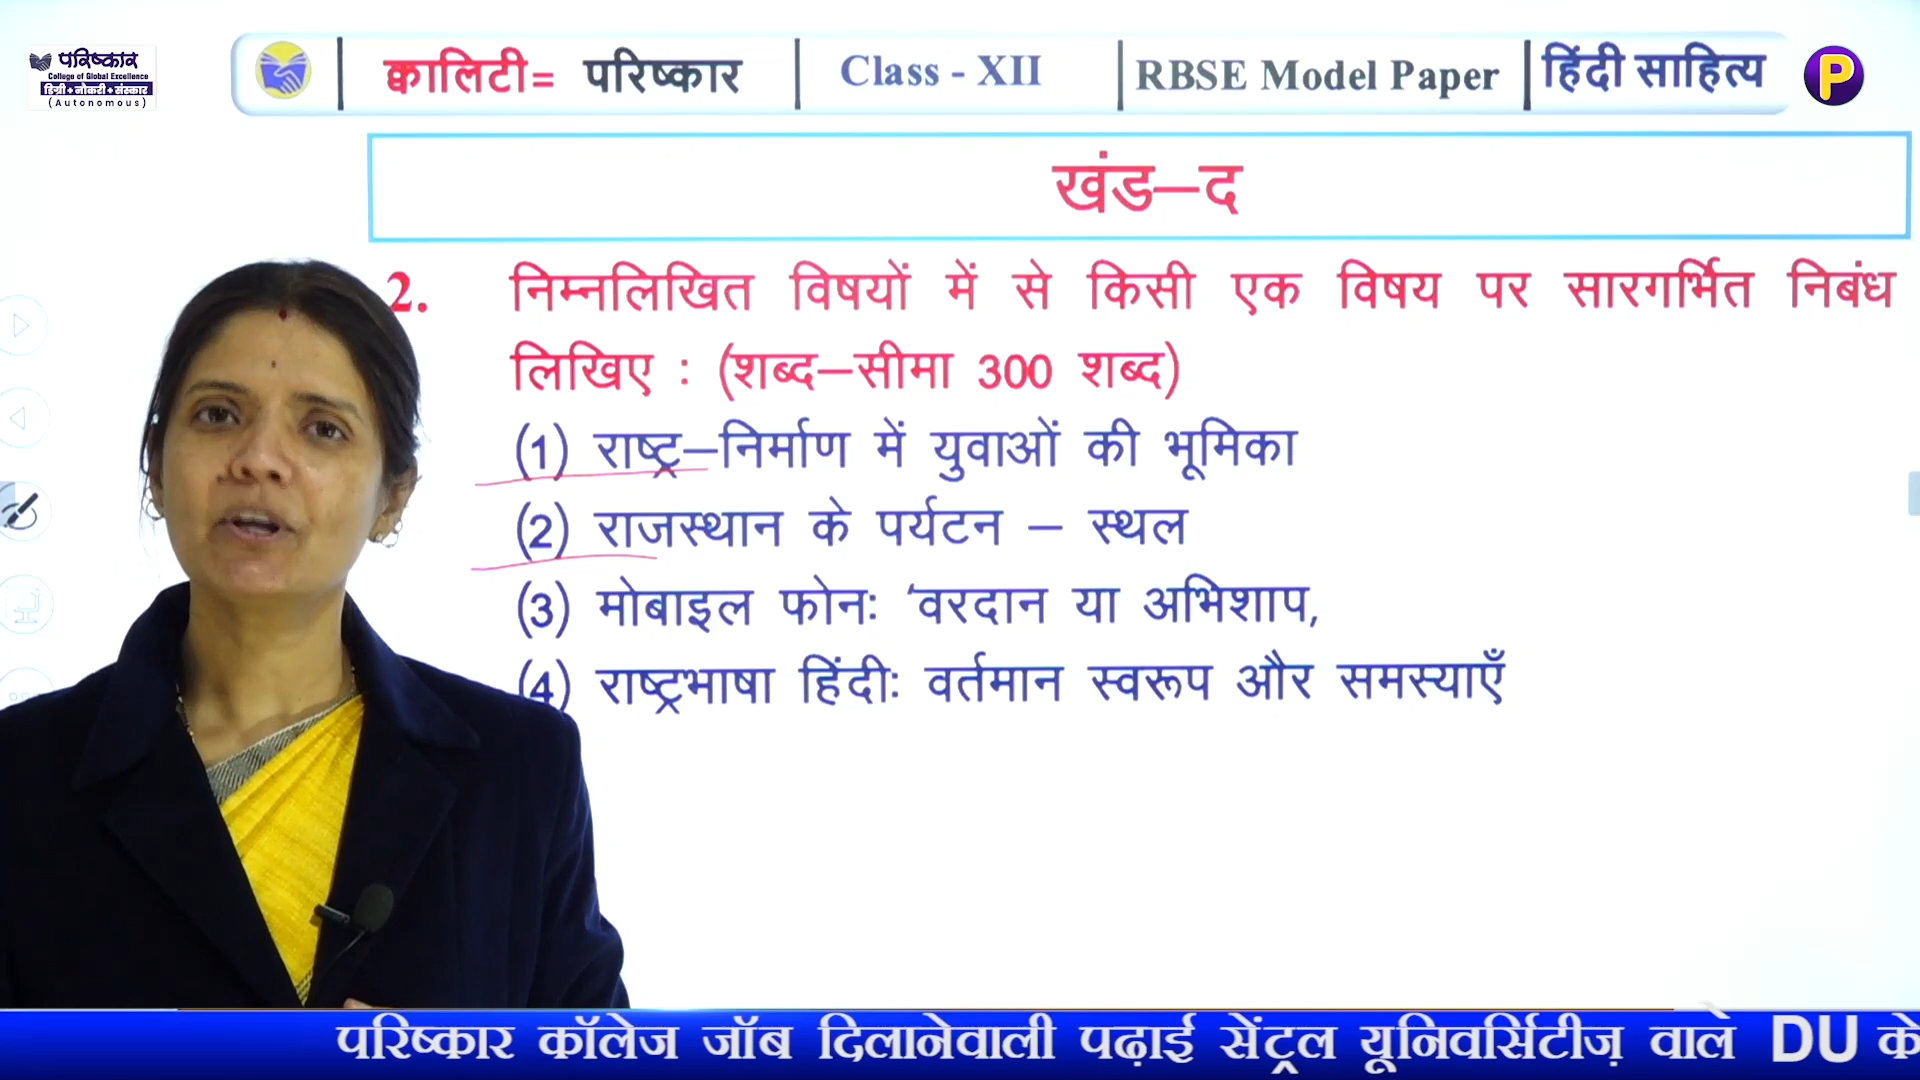 परिष्कार
College of Global Excellence
डिग्री + नौकरी + संस्कार
(Autonomous)
क्वालिटी= परिष्कार
Class - XII
RBSE Model Paper
हिंदी साहित्य
P
खंड–द
2. निम्नलिखित विषयों में से किसी एक विषय पर सारगर्भित निबंध
लिखिए : (शब्द–सीमा 300 शब्द)
(1) राष्ट्र–निर्माण में युवाओं की भूमिका
(2) राजस्थान के पर्यटन – स्थल
(3) मोबाइल फोनः ‘वरदान या अभिशाप,
(4) राष्ट्रभाषा हिंदीः वर्तमान स्वरूप और समस्याएँ
परिष्कार कॉलेज जॉब दिलानेवाली पढ़ाई सेंट्रल यूनिवर्सिटीज़ वाले DU के